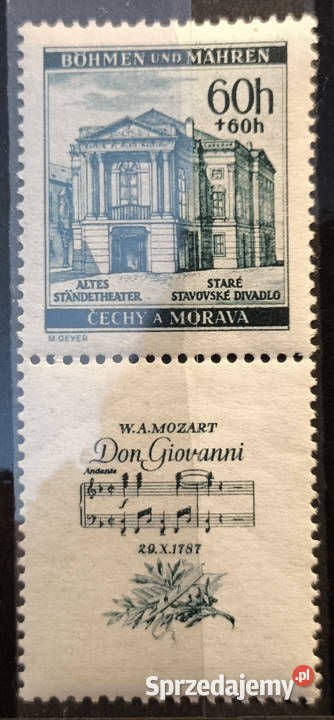 BÖHMEN UND MÄHREN
60h
+60h
ALTES
STÄNDETHEATER
STARÉ
STAVOVSKÉ DIVADLO
ČECHY A MORAVA
M.GEYER
W.A.MOZART
Don Giovanni
Andante
f
29.X.1787
Sprzedajemy.pl